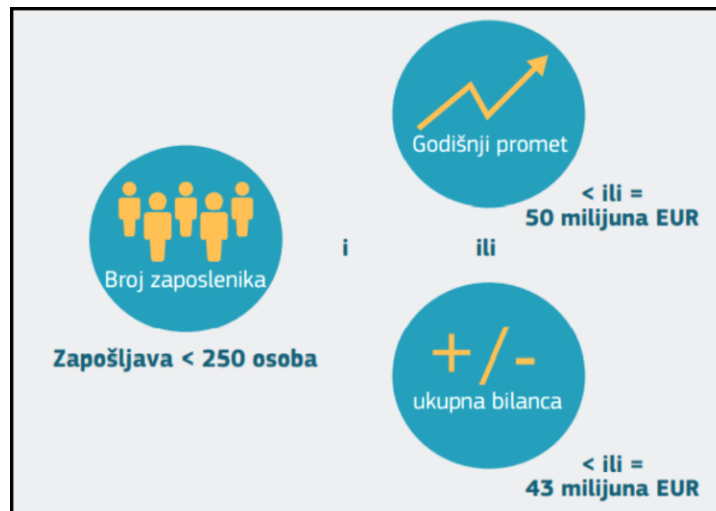 Broj zaposlenika
Zapošljava < 250 osoba
i
Godišnji promet
< ili =
50 milijuna EUR
ili
+/-
ukupna bilanca
< ili =
43 milijuna EUR